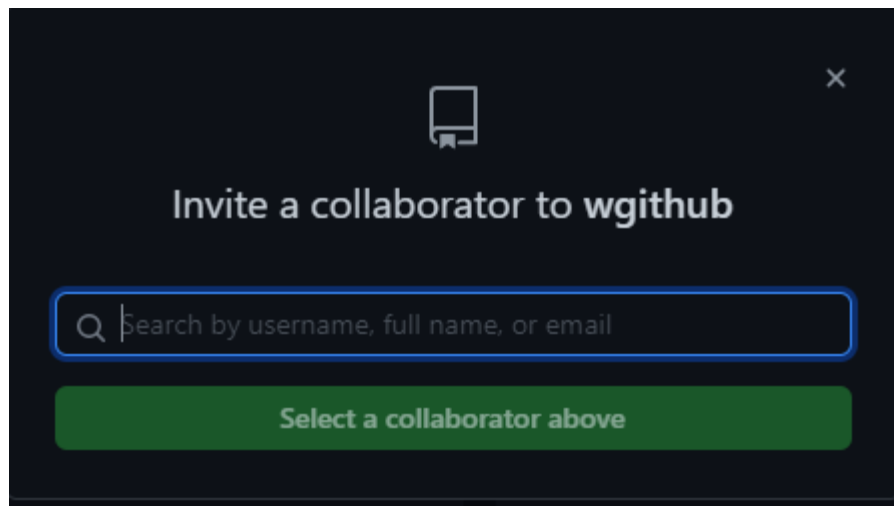 Invite a collaborator to wgithub
Search by username, full name, or email
Select a collaborator above